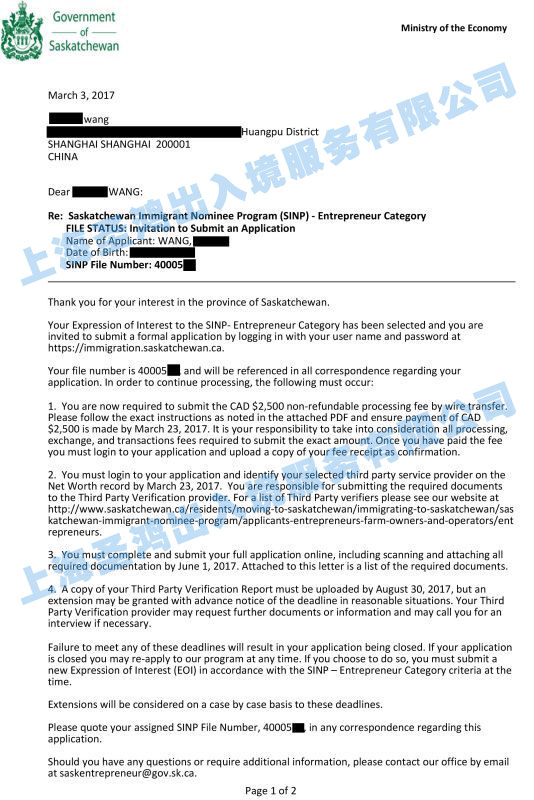 Government
of
Saskatchewan
Ministry of the Economy
March 3, 2017
wang
Huangpu District
SHANGHAI SHANGHAI 200001
CHINA
Dear WANG:
Re: Saskatchewan Immigrant Nominee Program (SINP) - Entrepreneur Category
FILE STATUS: Invitation to Submit an Application
Name of Applicant: WANG,
Date of Birth:
SINP File Number: 40005
Thank you for your interest in the province of Saskatchewan.
Your Expression of Interest to the SINP- Entrepreneur Category has been selected and you are
invited to submit a formal application by logging in with your user name and password at
https://immigration.saskatchewan.ca.
Your file number is 40005 , and will be referenced in all correspondence regarding your
application. In order to continue processing, the following must occur:
1. You are now required to submit the CAD $2,500 non-refundable processing fee by wire transfer.
Please follow the exact instructions as noted in the attached PDF and ensure payment of CAD
$2,500 is made by March 23, 2017. It is your responsibility to take into consideration all processing,
exchange, and transactions fees required to submit the exact amount. Once you have paid the fee
you must login to your application and upload a copy of your fee receipt as confirmation.
2. You must login to your application and identify your selected third party service provider on the
Net Worth record by March 23, 2017. You are responsible for submitting the required documents
to the Third Party Verification provider. For a list of Third Party verifiers please see our website at
http://www.saskatchewan.ca/residents/moving-to-saskatchewan/immigrating-to-saskatchewan/sas
katchewan-immigrant-nominee-program/applicants-entrepreneurs-farm-owners-and-operators/ent
repreneurs.
3. You must complete and submit your full application online, including scanning and attaching all
required documentation by June 1, 2017. Attached to this letter is a list of the required documents.
4. A copy of your Third Party Verification Report must be uploaded by August 30, 2017, but an
extension may be granted with advance notice of the deadline in reasonable situations. Your Third
Party Verification provider may request further documents or information and may call you for an
interview if necessary.
Failure to meet any of these deadlines will result in your application being closed. If your application
is closed you may re-apply to our program at any time. If you choose to do so, you must submit a
new Expression of Interest (EOI) in accordance with the SINP – Entrepreneur Category criteria at the
time.
Extensions will be considered on a case by case basis to these deadlines.
Please quote your assigned SINP File Number, 40005 , in any correspondence regarding this
application.
Should you have any questions or require additional information, please contact our office by email
at saskentrepreneur@gov.sk.ca.
Page 1 of 2
上海圣鸿出入境服务有限公司
上海圣鸿出入境服务有限公司